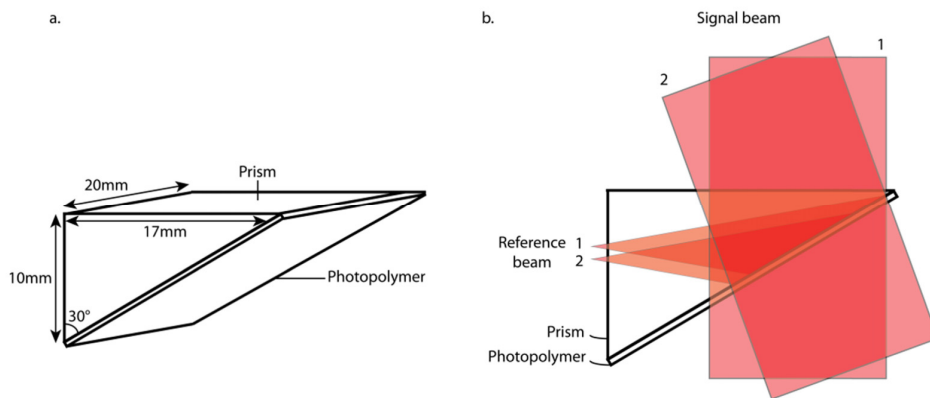 a.
20mm
Prism
17mm
10mm
30°
Photopolymer
b.
Signal beam
1
2
Reference 1
beam 2
Prism
Photopolymer